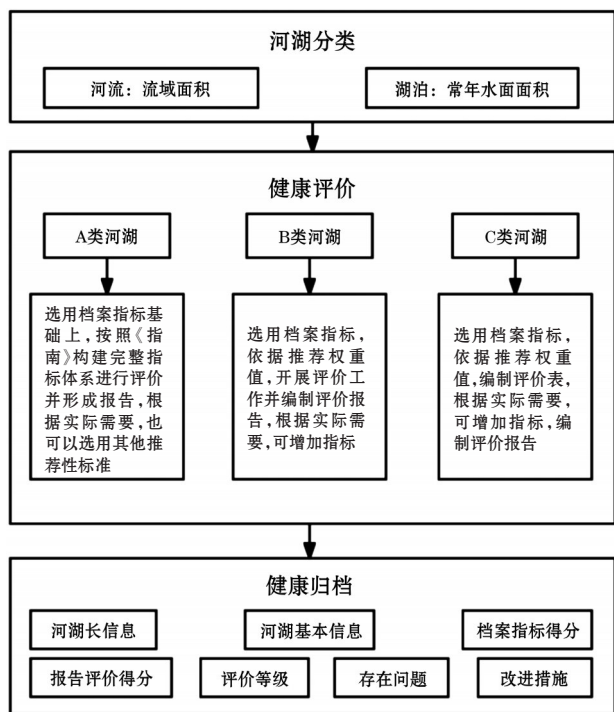 河湖分类
河流：流域面积
湖泊：常年水面面积
健康评价
A类河湖
B类河湖
C类河湖
选用档案指标基
础上，按照《指
南》构建完整指
标体系进行评价
并形成报告，根
据实际需要，也
可以选用其他推
荐性标准
选用档案指标，
依据推荐权重
值，开展评价工
作并编制评价报
告，根据实际需
要，可增加指标
选用档案指标，
依据推荐权重
值，编制评价表，
根据实际需要，
可增加指标，编
制评价报告
健康归档
河湖长信息
河湖基本信息
档案指标得分
报告评价得分
评价等级
存在问题
改进措施